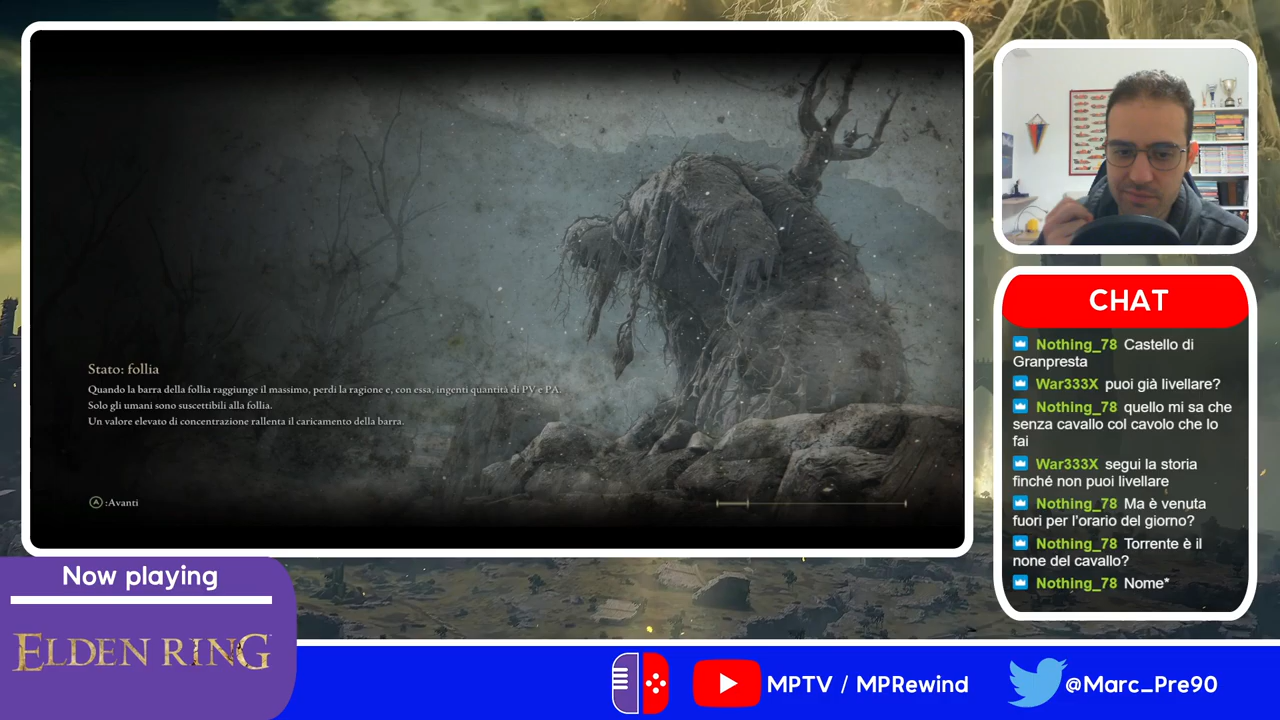 Stato: follia
Quando la barra della follia raggiunge il massimo, perdi la ragione e, con essa, ingenti quantità di PV e PA.
Solo gli umani sono suscettibili alla follia.
Un valore elevato di concentrazione rallenta il caricamento della barra.
A :Avanti
CHAT
Nothing_78 Castello di
Granpresta
War333X puoi già livellare?
Nothing_78 quello mi sa che
senza cavallo col cavolo che lo
fai
War333X segui la storia
finché non puoi livellare
Nothing_78 Ma è venuta
fuori per l'orario del giorno?
Nothing_78 Torrente è il
none del cavallo?
Nothing_78 Nome*
Now playing
ELDEN RING
MPTV / MPRewind
@Marc_Pre90